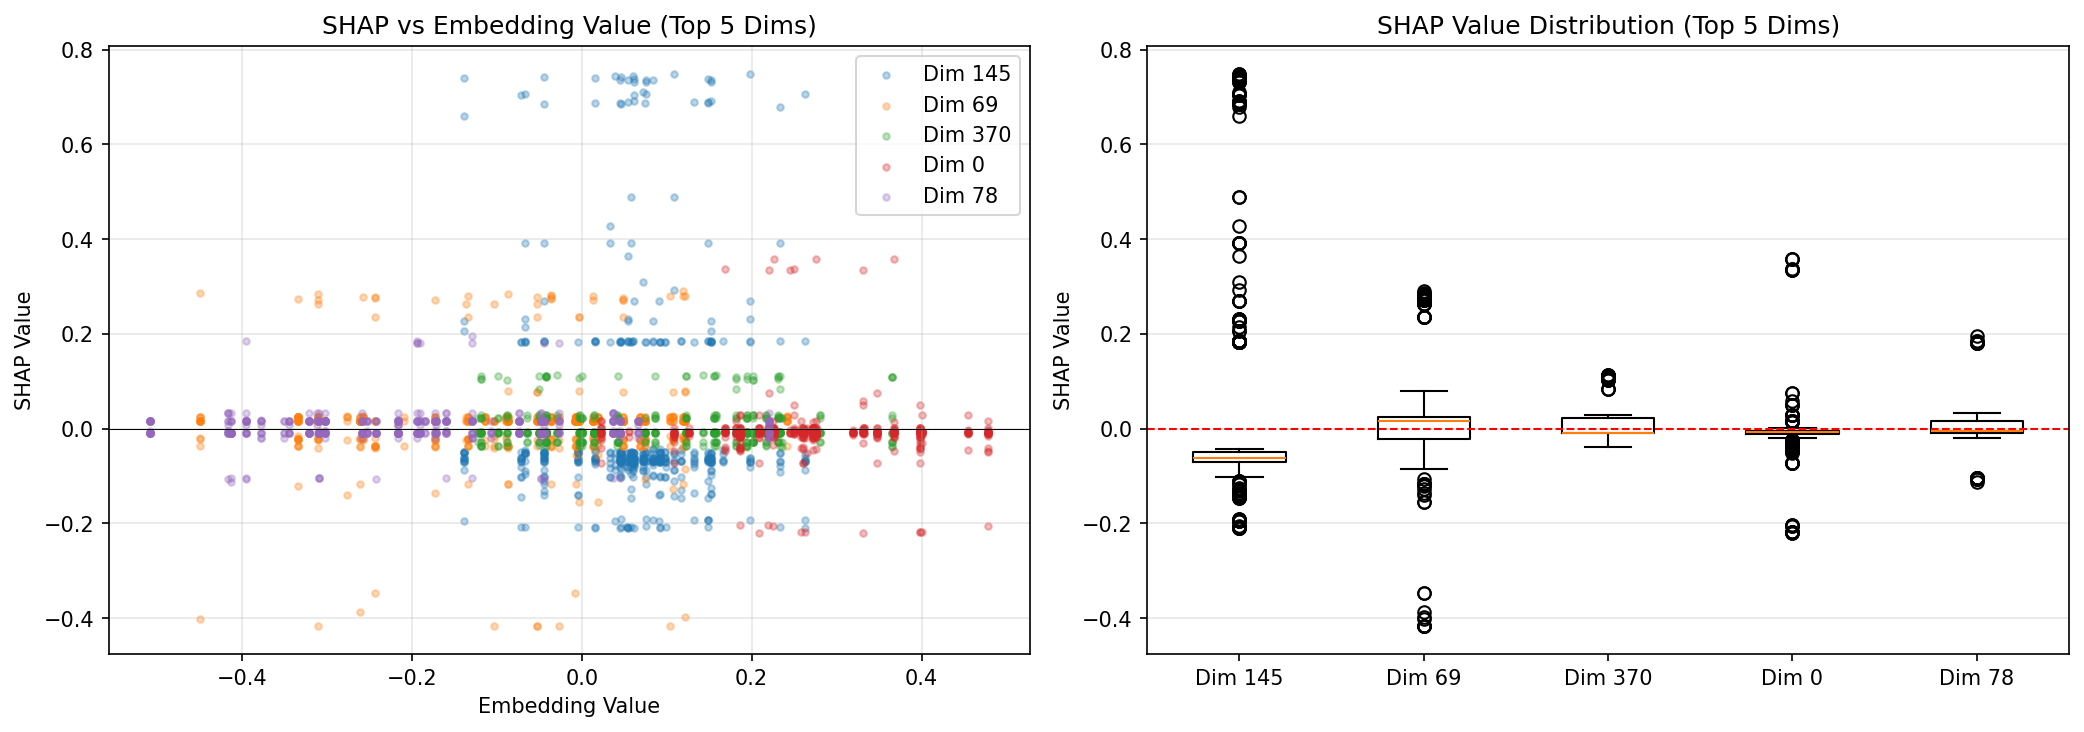 SHAP vs Embedding Value (Top 5 Dims)
SHAP Value
0.8
0.6
0.4
0.2
0.0
−0.2
−0.4
Dim 145
Dim 69
Dim 370
Dim 0
Dim 78
−0.4
−0.2
0.0
0.2
0.4
Embedding Value
SHAP Value Distribution (Top 5 Dims)
SHAP Value
0.8
0.6
0.4
0.2
0.0
−0.2
−0.4
Dim 145
Dim 69
Dim 370
Dim 0
Dim 78